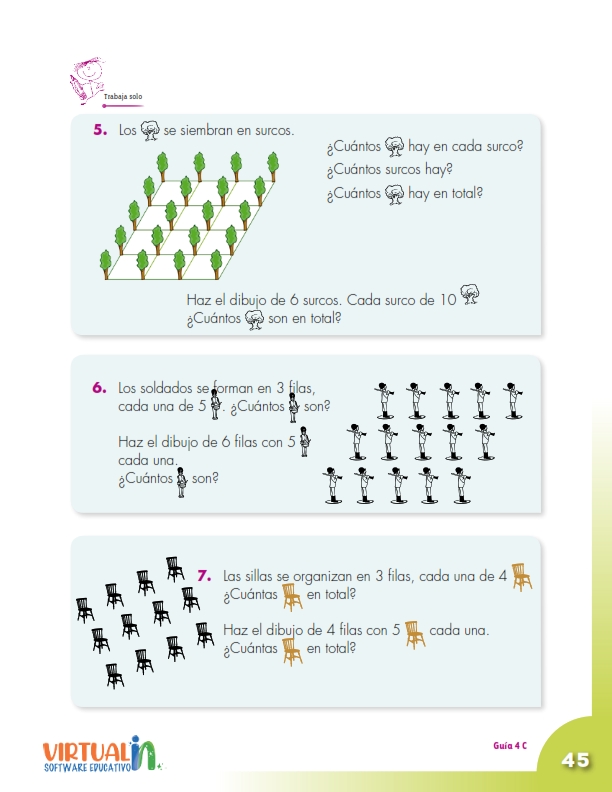 Trabaja solo
5. Los se siembran en surcos.
¿Cuántos hay en cada surco?
¿Cuántos surcos hay?
¿Cuántos hay en total?
Haz el dibujo de 6 surcos. Cada surco de 10
¿Cuántos son en total?
6. Los soldados se forman en 3 filas,
cada una de 5 . ¿Cuántos son?
Haz el dibujo de 6 filas con 5
cada una.
¿Cuántos son?
7. Las sillas se organizan en 3 filas, cada una de 4
¿Cuántas en total?
Haz el dibujo de 4 filas con 5 cada una.
¿Cuántas en total?
VIRTUAL in
SOFTWARE EDUCATIVO
Guía 4 C
45